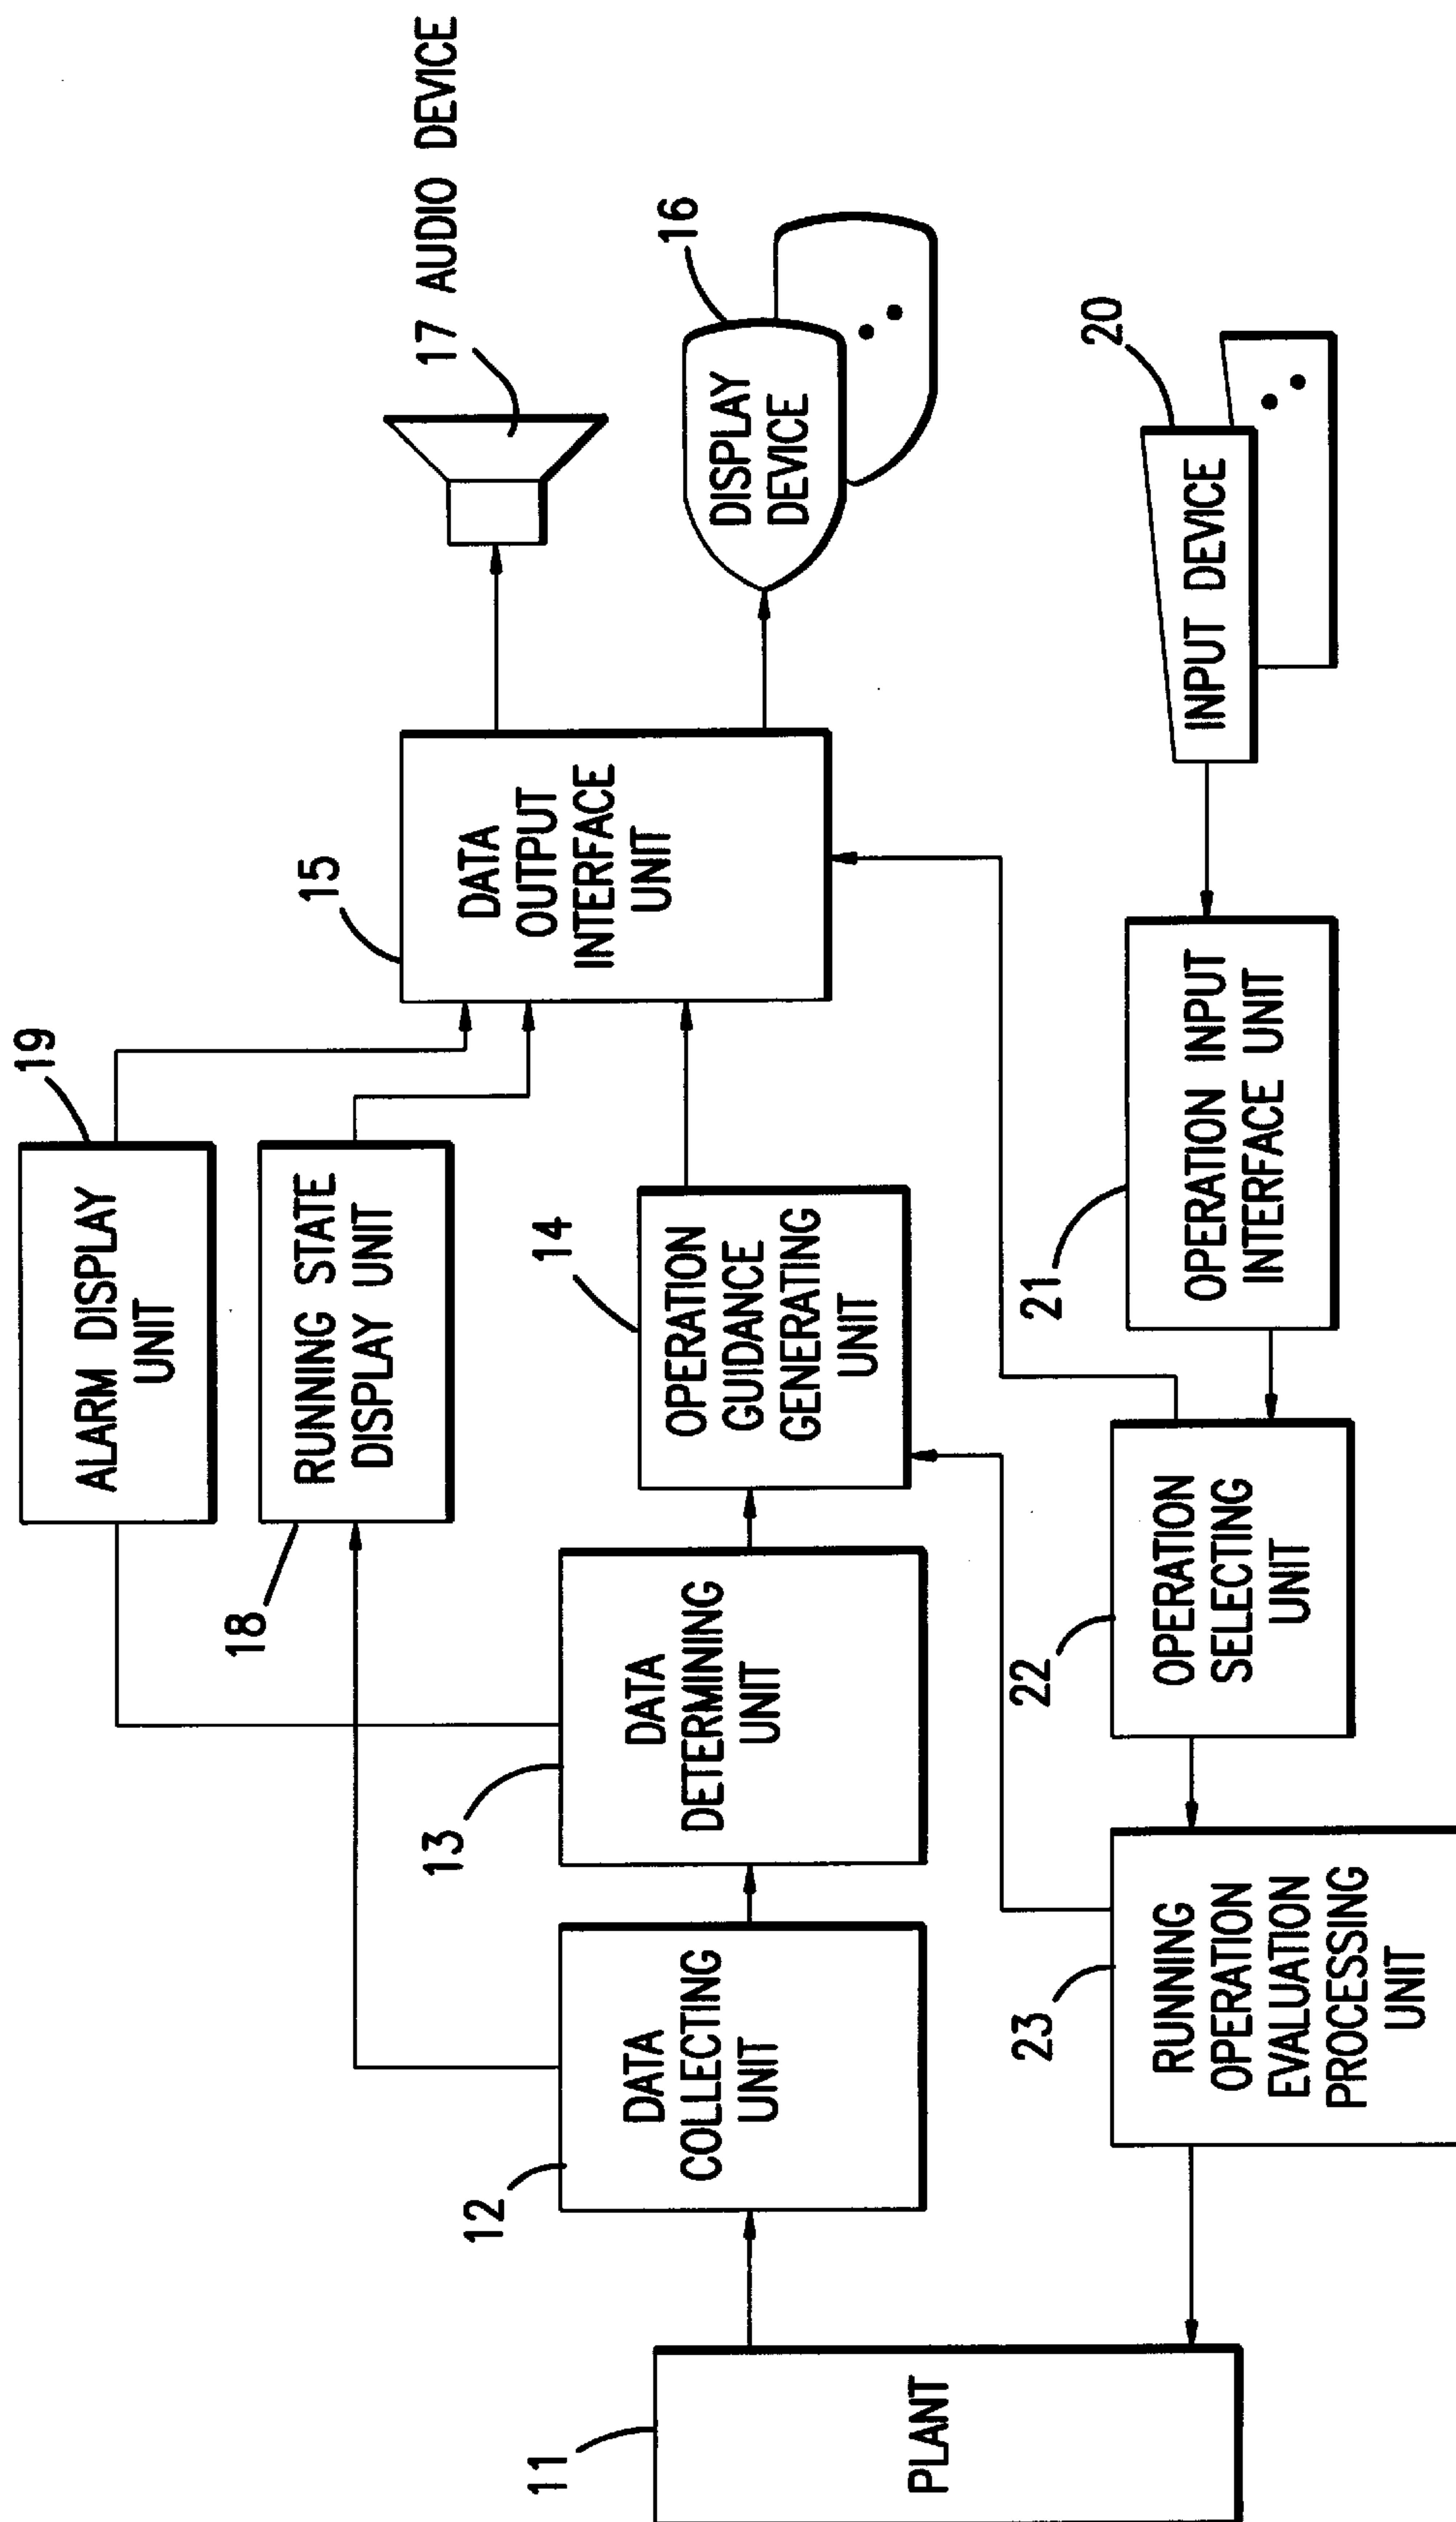 19
ALARM DISPLAY
UNIT
18
RUNNING STATE
DISPLAY UNIT
17 AUDIO DEVICE
15
DATA
OUTPUT
INTERFACE
UNIT
16
DISPLAY
DEVICE
11
PLANT
12
DATA
COLLECTING
UNIT
13
DATA
DETERMINING
UNIT
14
OPERATION
GUIDANCE
GENERATING
UNIT
23
RUNNING
OPERATION
EVALUATION
PROCESSING
UNIT
22
OPERATION
SELECTING
UNIT
21
OPERATION INPUT
INTERFACE UNIT
20
INPUT DEVICE